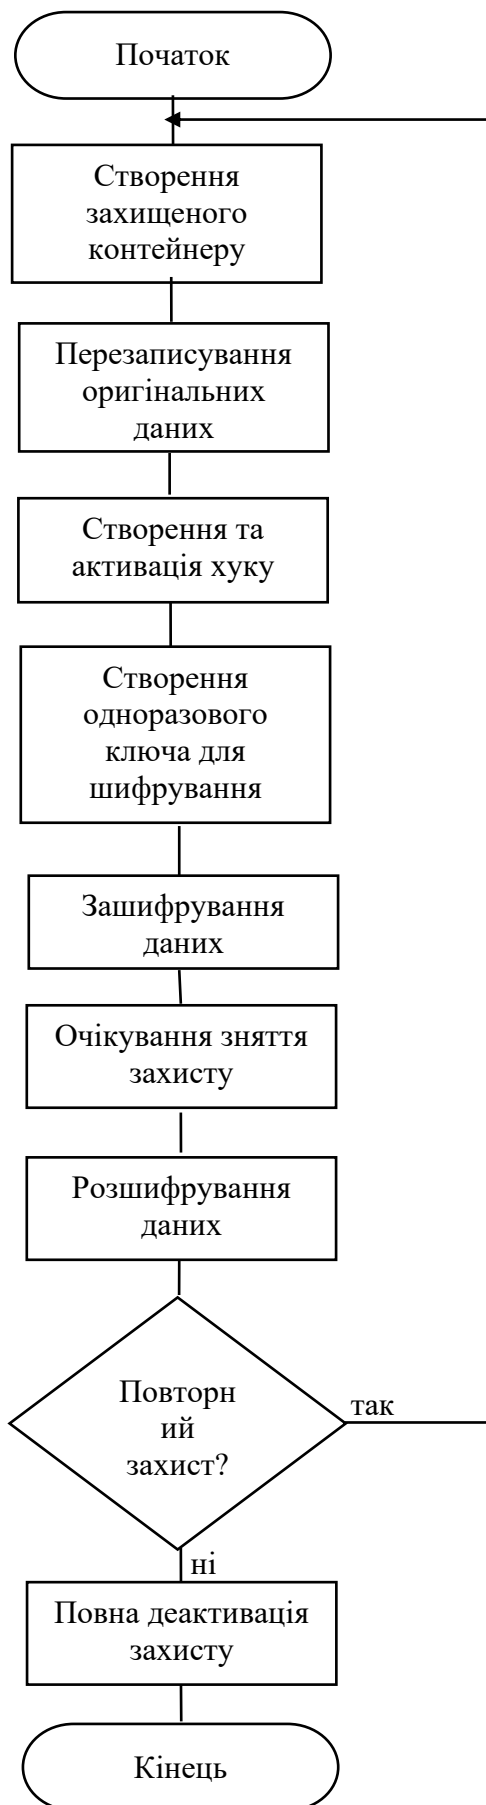 Початок
Створення
захищеного
контейнеру
Перезаписування
оригінальних
даних
Створення та
активація хуку
Створення
одноразового
ключа для
шифрування
Зашифрування
даних
Очікування зняття
захисту
Розшифрування
даних
Повторн
ий
захист?
так
ні
Повна деактивація
захисту
Кінець